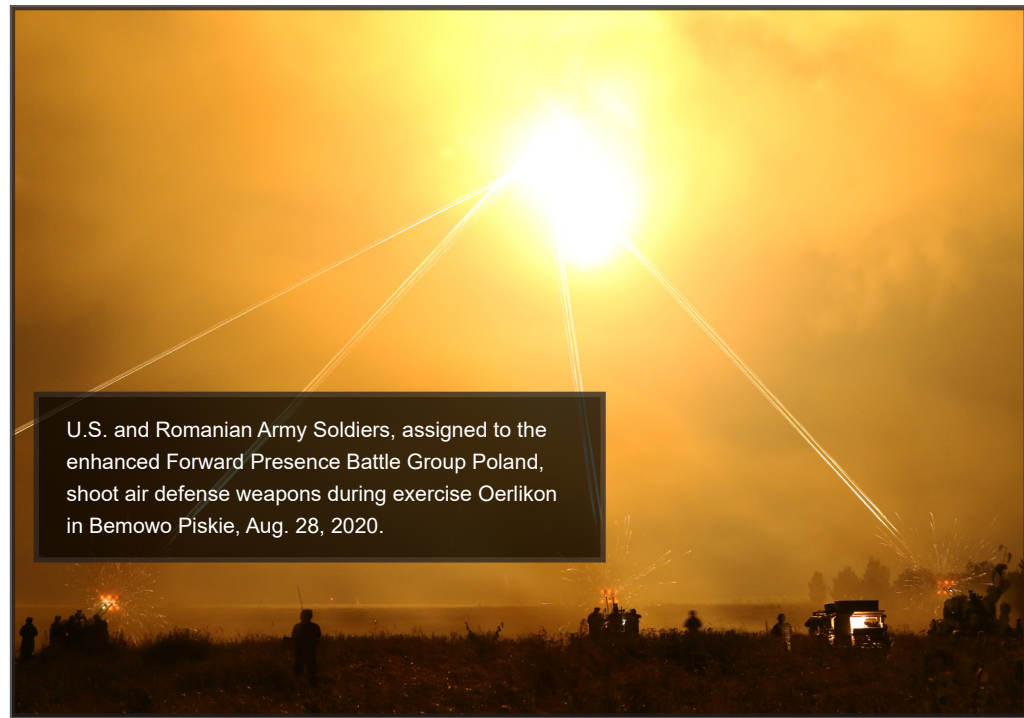 U.S. and Romanian Army Soldiers, assigned to the
enhanced Forward Presence Battle Group Poland,
shoot air defense weapons during exercise Oerlikon
in Bemowo Piskie, Aug. 28, 2020.